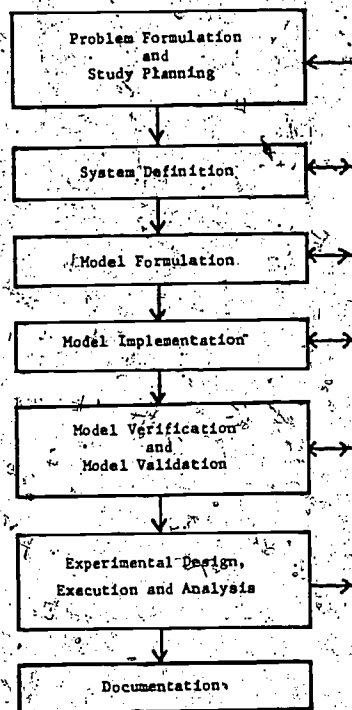 Problem Formulation
and
Study Planning
System Definition
Model Formulation
Model Implementation
Model Verification
and
Model Validation
Experimental Design,
Execution and Analysis
Documentation